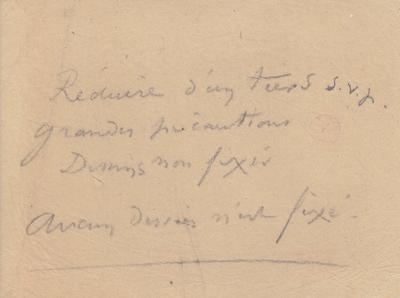 Réduire d'un tiers s.v.p.
grandes précautions
Dessins non fixés
Aucun dessin n'est fixé.